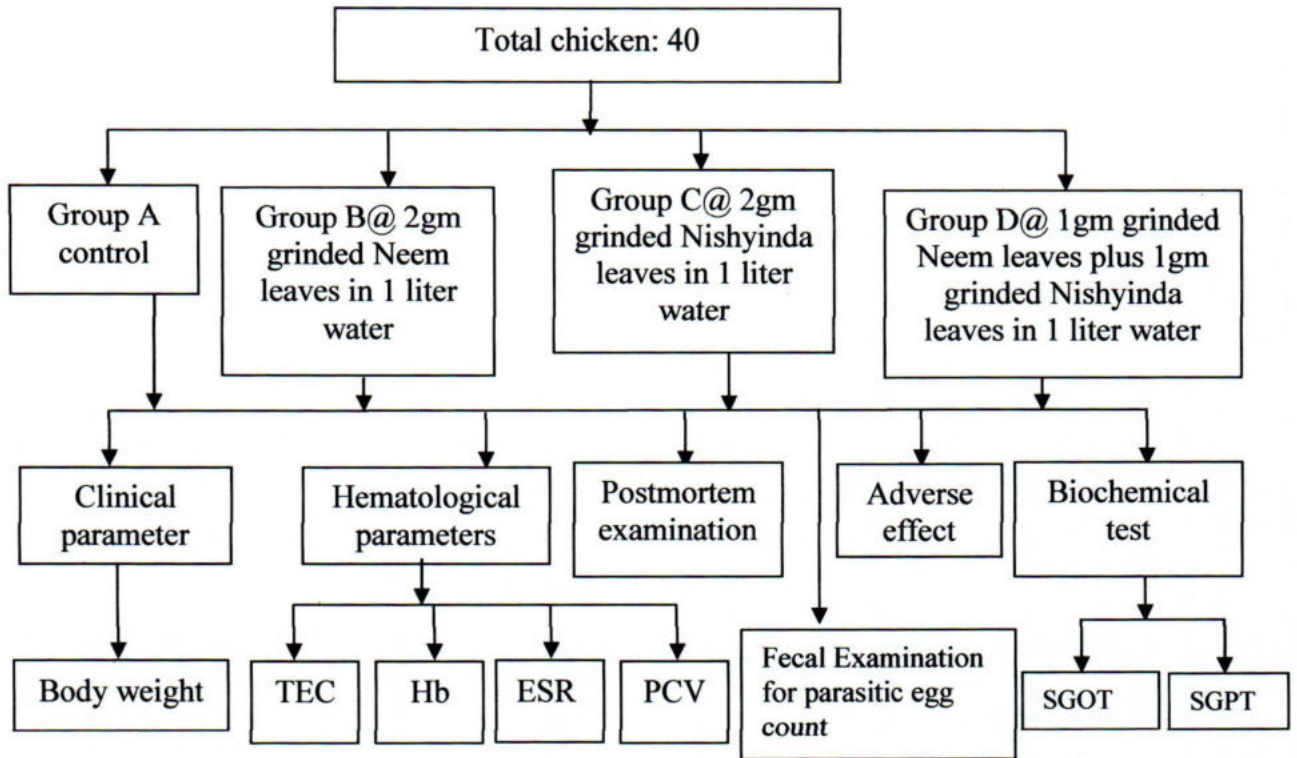 Total chicken: 40
Group A
control
Group B@ 2gm
grinded Neem
leaves in 1 liter
water
Group C@ 2gm
grinded Nishyinda
leaves in 1 liter
water
Group D@ 1gm grinded
Neem leaves plus 1gm
grinded Nishyinda
leaves in 1 liter water
Clinical
parameter
Hematological
parameters
Postmortem
examination
Adverse
effect
Biochemical
test
Body weight
TEC
Hb
ESR
PCV
Fecal Examination
for parasitic egg
count
SGOT
SGPT